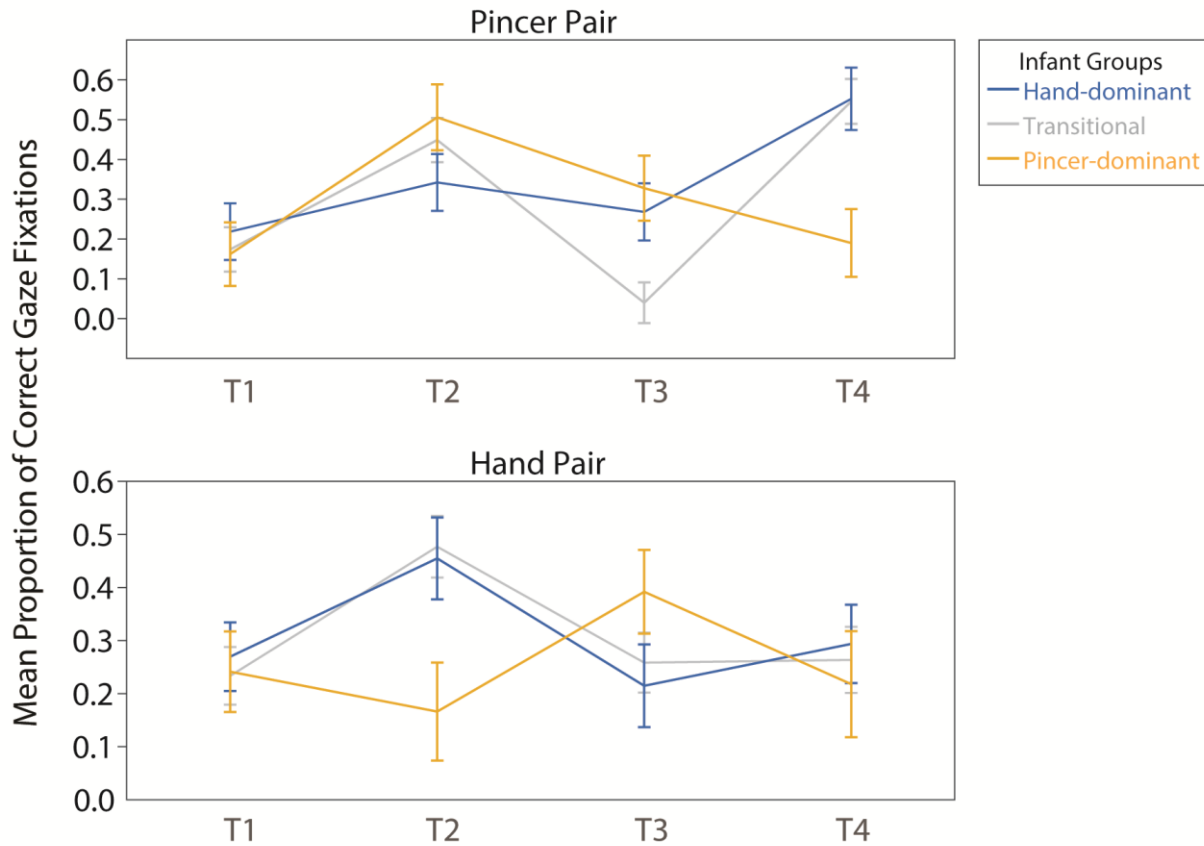 Pincer Pair
Mean Proportion of Correct Gaze Fixations
0.6
0.5
0.4
0.3
0.2
0.1
0.0
T1 T2 T3 T4
Infant Groups
Hand-dominant
Transitional
Pincer-dominant
Hand Pair
0.6
0.5
0.4
0.3
0.2
0.1
0.0
T1 T2 T3 T4